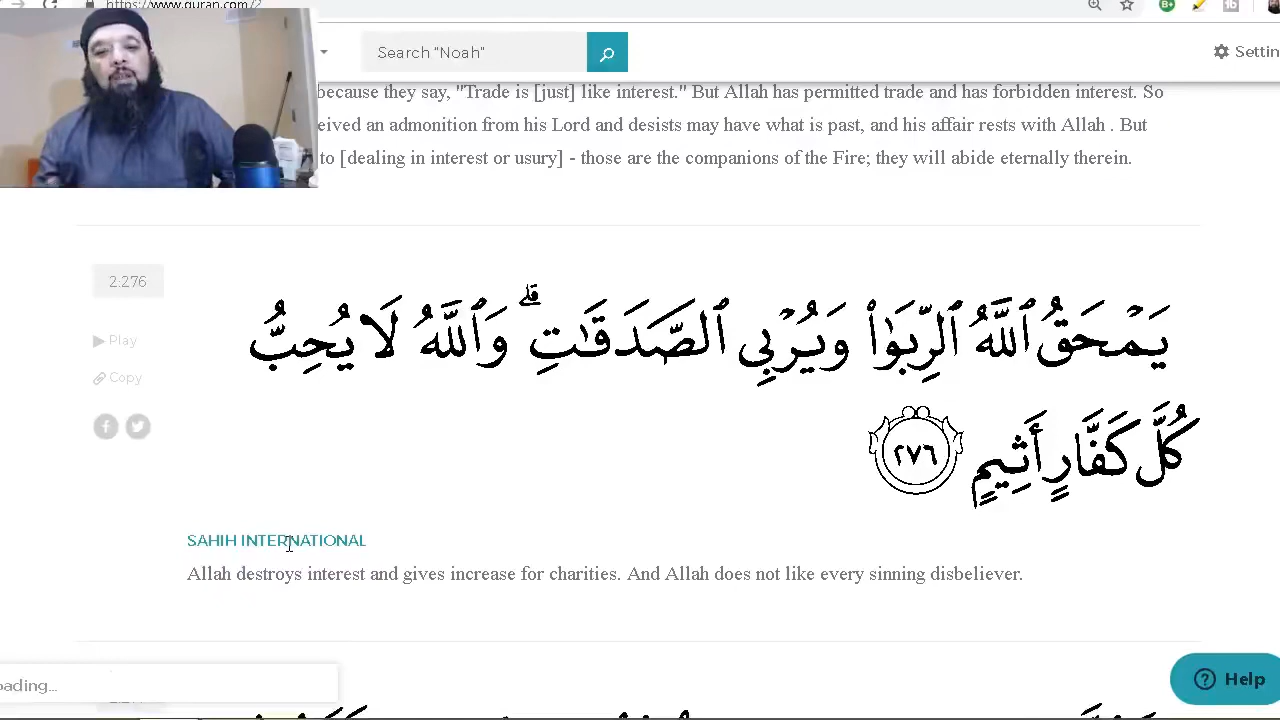 https://www.quran.com/2
Search "Noah"
Settin
because they say, "Trade is [just] like interest." But Allah has permitted trade and has forbidden interest. So
ceived an admonition from his Lord and desists may have what is past, and his affair rests with Allah . But
to [dealing in interest or usury] - those are the companions of the Fire; they will abide eternally therein.
2:276
يَمْحَقُ ٱللَّهُ ٱلرِّبَوٰا۟ وَيُرْبِى ٱلصَّدَقَٰتِ ۗ وَٱللَّهُ لَا يُحِبُّ
كُلَّ كَفَّارٍ أَثِيمٍ ٢٧٦
Play
Copy
SAHIH INTERNATIONAL
Allah destroys interest and gives increase for charities. And Allah does not like every sinning disbeliever.
oading...
Help